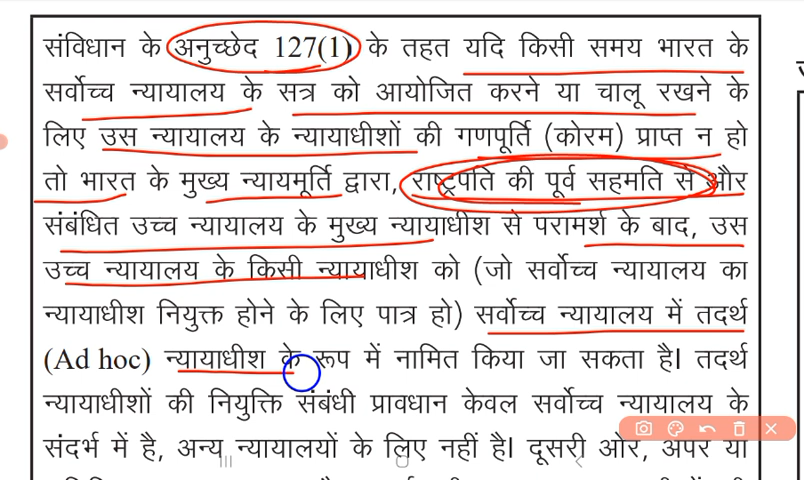 संविधान के अनुच्छेद 127(1) के तहत यदि किसी समय भारत के
सर्वोच्च न्यायालय के सत्र को आयोजित करने या चालू रखने के
लिए उस न्यायालय के न्यायाधीशों की गणपूर्ति (कोरम) प्राप्त न हो
तो भारत के मुख्य न्यायमूर्ति द्वारा, राष्ट्रपति की पूर्व सहमति से और
संबंधित उच्च न्यायालय के मुख्य न्यायाधीश से परामर्श के बाद, उस
उच्च न्यायालय के किसी न्यायाधीश को (जो सर्वोच्च न्यायालय का
न्यायाधीश नियुक्त होने के लिए पात्र हो) सर्वोच्च न्यायालय में तदर्थ
(Ad hoc) न्यायाधीश के रूप में नामित किया जा सकता है। तदर्थ
न्यायाधीशों की नियुक्ति संबंधी प्रावधान केवल सर्वोच्च न्यायालय के
संदर्भ में है, अन्य न्यायालयों के लिए नहीं है। दूसरी ओर, अपर या